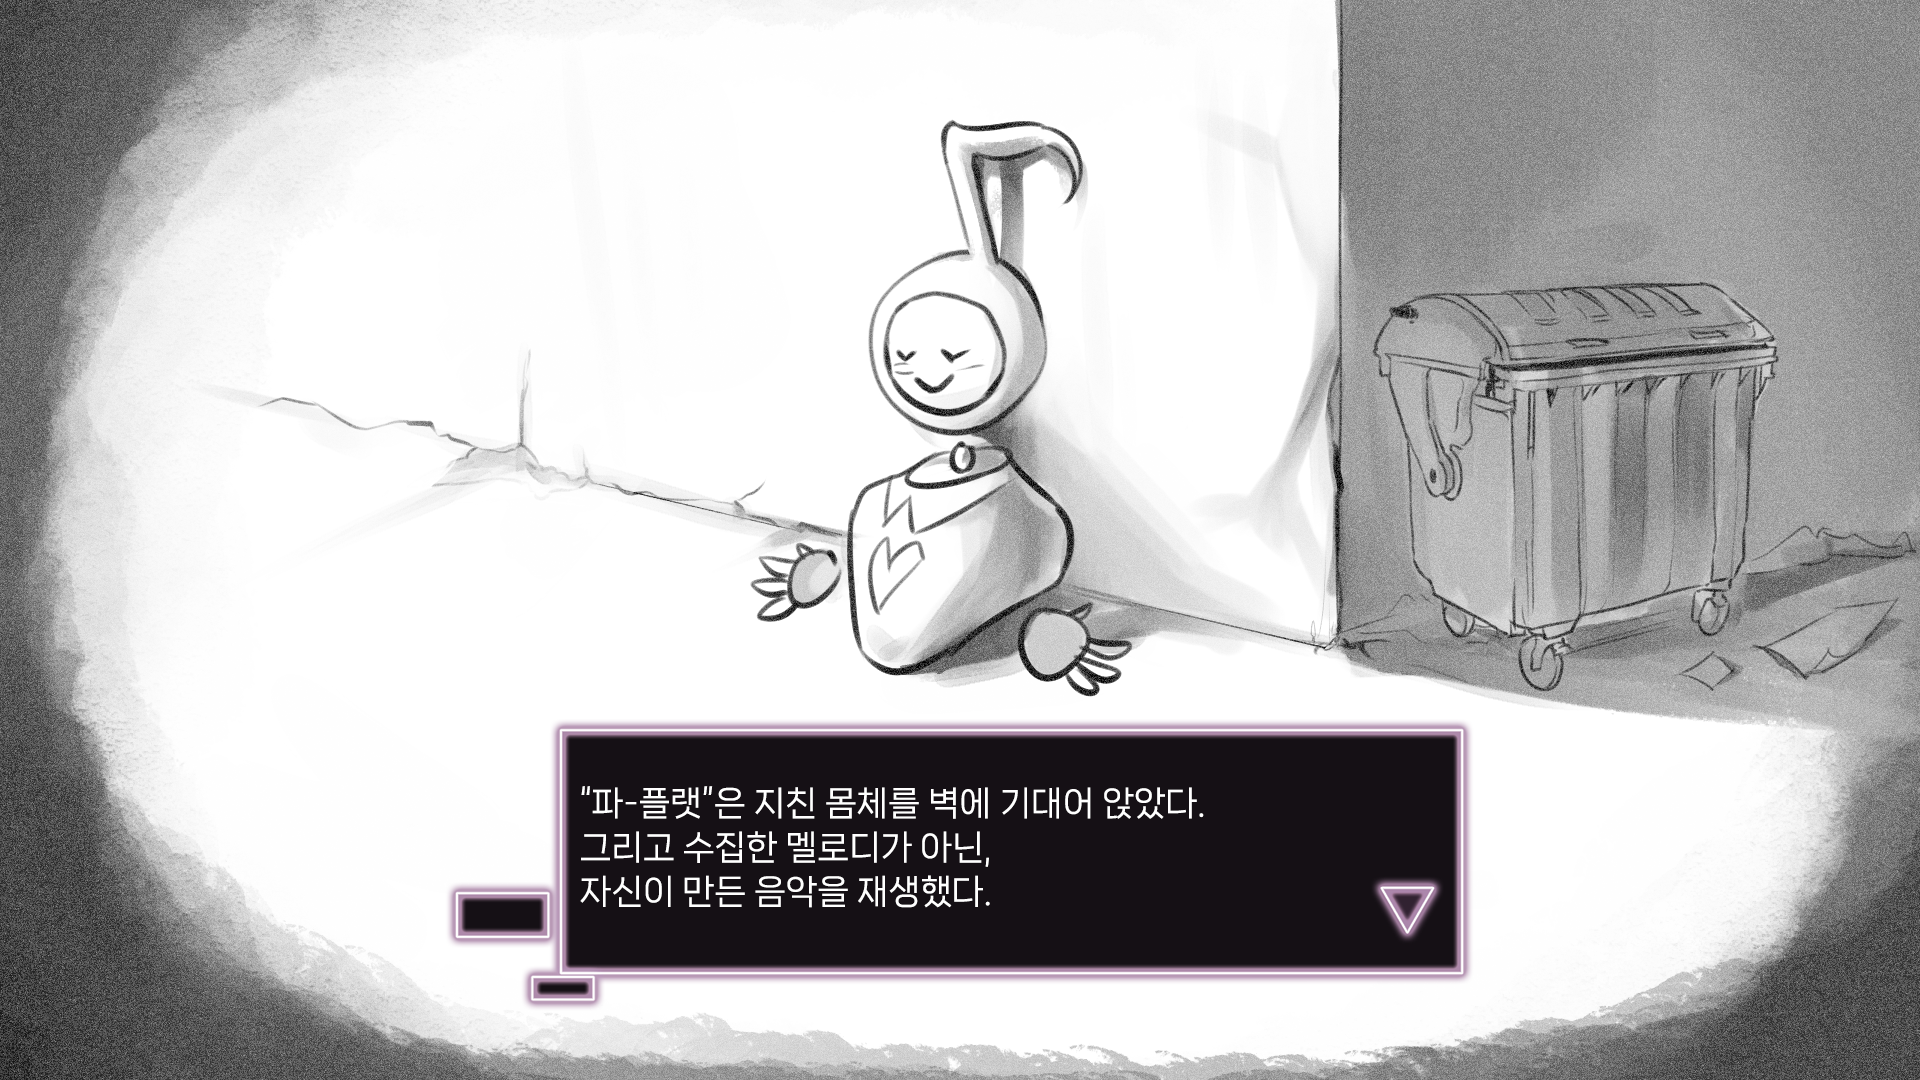 “파-플랫”은 지친 몸체를 벽에 기대어 앉았다.
그리고 수집한 멜로디가 아닌,
자신이 만든 음악을 재생했다.